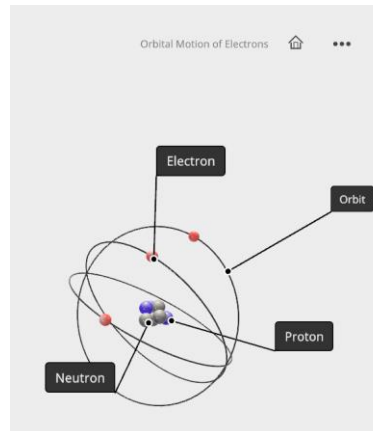 Orbital Motion of Electrons
Electron
Orbit
Proton
Neutron